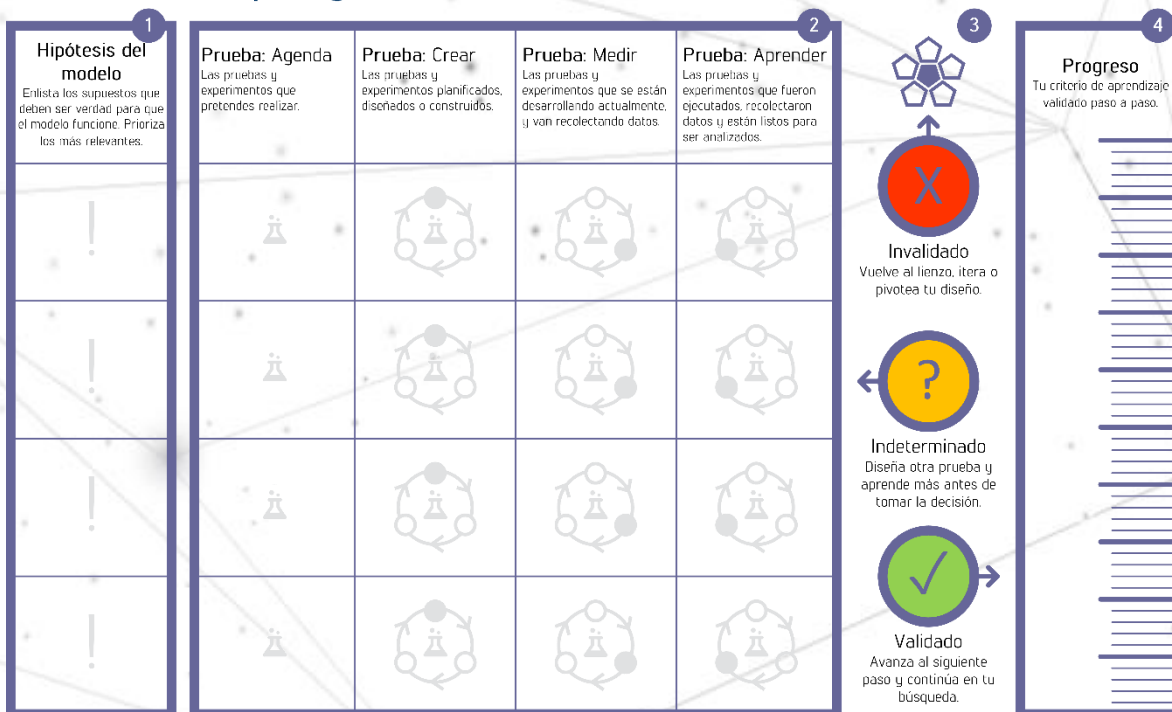 1
Hipótesis del
modelo
Enlista los supuestos que
deben ser verdad para que
el modelo funcione. Prioriza
los más relevantes.
2
Prueba: Agenda
Las pruebas y
experimentos que
pretendes realizar.
Prueba: Crear
Las pruebas y
experimentos planificados,
diseñados o construidos.
Prueba: Medir
Las pruebas y
experimentos que se están
desarrollando actualmente,
y van recolectando datos.
Prueba: Aprender
Las pruebas y
experimentos que fueron
ejecutados, recolectaron
datos y están listos para
ser analizados.
!
!
!
!
3
X
Invalidado
Vuelve al lienzo, itera o
pivotea tu diseño.
?
Indeterminado
Diseña otra prueba y
aprende más antes de
tomar la decisión.
✓
Validado
Avanza al siguiente
paso y continúa en tu
búsqueda.
4
Progreso
Tu criterio de aprendizaje
validado paso a paso.